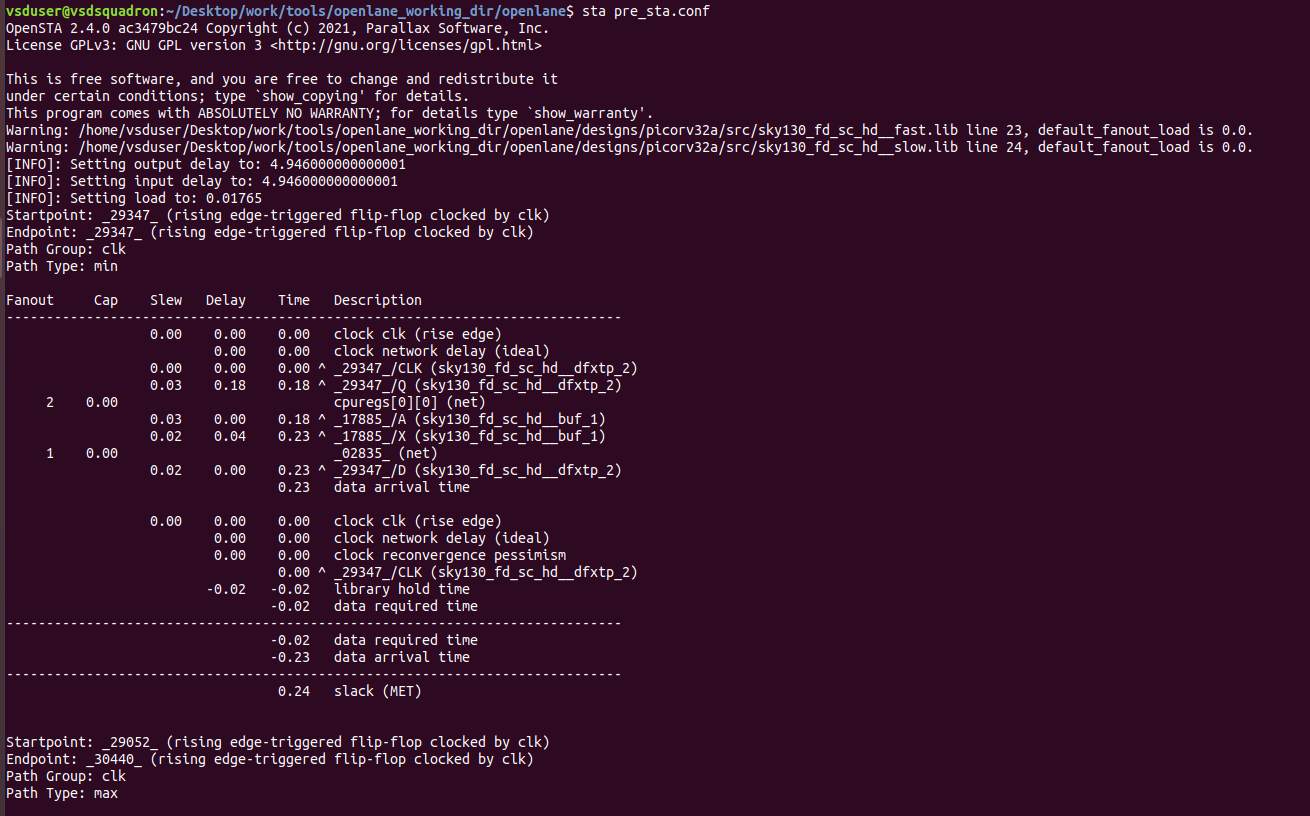 vsduser@vsdsquadron:~/Desktop/work/tools/openlane_working_dir/openlane$ sta pre_sta.conf
OpenSTA 2.4.0 ac3479bc24 Copyright (c) 2021, Parallax Software, Inc.
License GPLv3: GNU GPL version 3 <http://gnu.org/licenses/gpl.html>

This is free software, and you are free to change and redistribute it
under certain conditions; type `show_copying' for details.
This program comes with ABSOLUTELY NO WARRANTY; for details type `show_warranty'.
Warning: /home/vsduser/Desktop/work/tools/openlane_working_dir/openlane/designs/picorv32a/src/sky130_fd_sc_hd__fast.lib line 23, default_fanout_load is 0.0.
Warning: /home/vsduser/Desktop/work/tools/openlane_working_dir/openlane/designs/picorv32a/src/sky130_fd_sc_hd__slow.lib line 24, default_fanout_load is 0.0.
[INFO]: Setting output delay to: 4.946000000000001
[INFO]: Setting input delay to: 4.946000000000001
[INFO]: Setting load to: 0.01765
Startpoint: _29347_ (rising edge-triggered flip-flop clocked by clk)
Endpoint: _29347_ (rising edge-triggered flip-flop clocked by clk)
Path Group: clk
Path Type: min

Fanout     Cap    Slew   Delay    Time   Description
-----------------------------------------------------------------------------
                  0.00    0.00    0.00   clock clk (rise edge)
                          0.00    0.00   clock network delay (ideal)
                  0.00    0.00    0.00 ^ _29347_/CLK (sky130_fd_sc_hd__dfxtp_2)
                  0.03    0.18    0.18 ^ _29347_/Q (sky130_fd_sc_hd__dfxtp_2)
     2    0.00                           cpuregs[0][0] (net)
                  0.03    0.00    0.18 ^ _17885_/A (sky130_fd_sc_hd__buf_1)
                  0.02    0.04    0.23 ^ _17885_/X (sky130_fd_sc_hd__buf_1)
     1    0.00                           _02835_ (net)
                  0.02    0.00    0.23 ^ _29347_/D (sky130_fd_sc_hd__dfxtp_2)
                                  0.23   data arrival time

                  0.00    0.00    0.00   clock clk (rise edge)
                          0.00    0.00   clock network delay (ideal)
                          0.00    0.00   clock reconvergence pessimism
                                  0.00 ^ _29347_/CLK (sky130_fd_sc_hd__dfxtp_2)
                         -0.02   -0.02   library hold time
                                 -0.02   data required time
-----------------------------------------------------------------------------
                                 -0.02   data required time
                                 -0.23   data arrival time
-----------------------------------------------------------------------------
                                  0.24   slack (MET)

Startpoint: _29052_ (rising edge-triggered flip-flop clocked by clk)
Endpoint: _30440_ (rising edge-triggered flip-flop clocked by clk)
Path Group: clk
Path Type: max